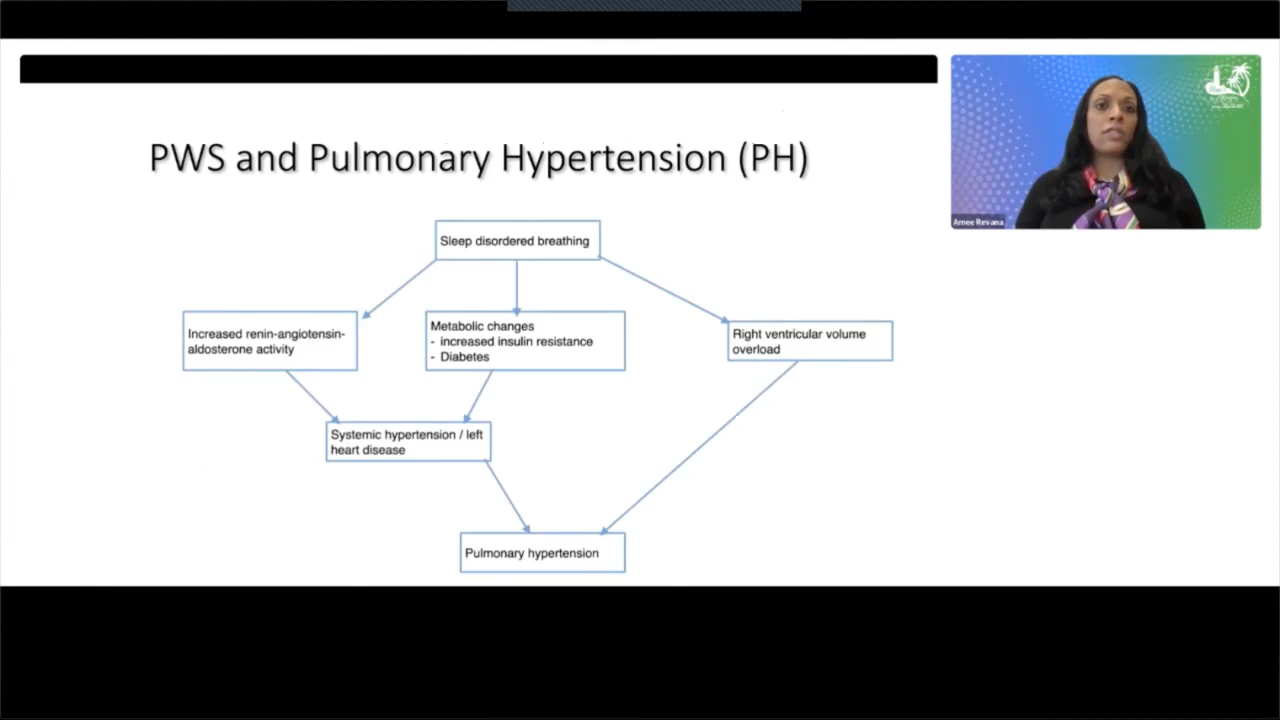 PWS and Pulmonary Hypertension (PH)
Amee Revana
Sleep disordered breathing
Increased renin-angiotensin-
aldosterone activity
Metabolic changes
- increased insulin resistance
- Diabetes
Right ventricular volume
overload
Systemic hypertension / left
heart disease
Pulmonary hypertension